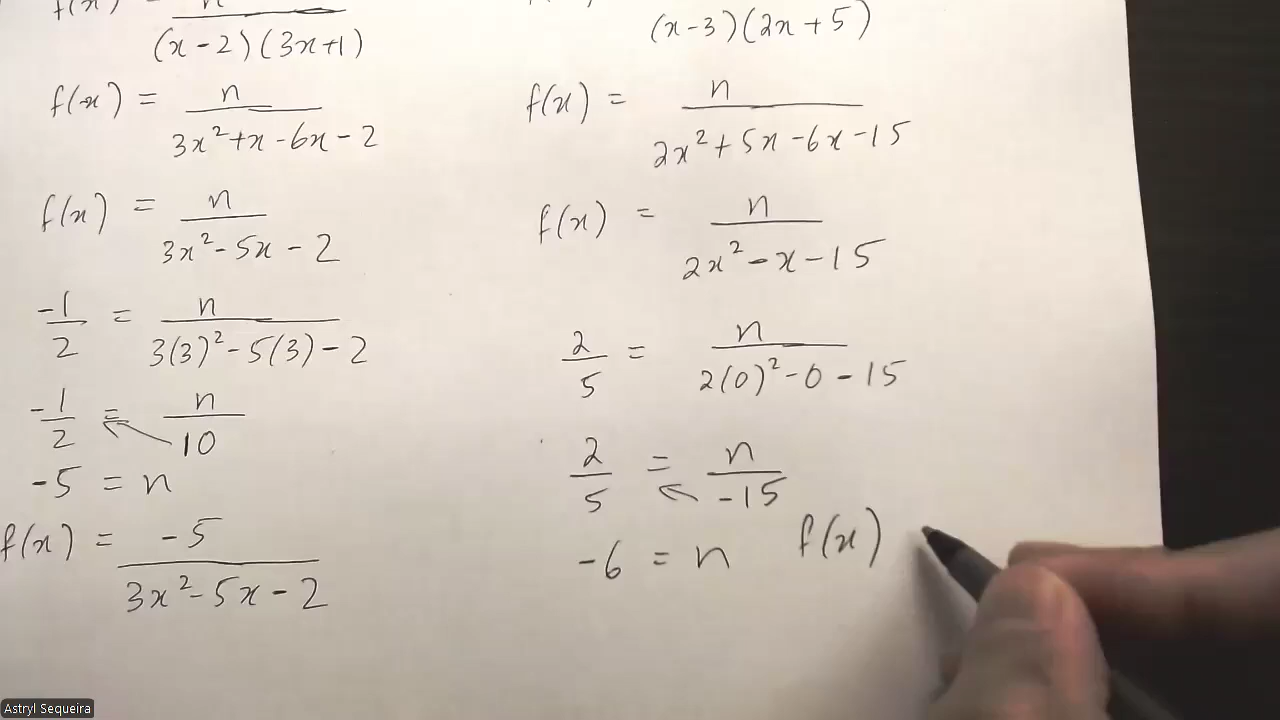 f(x) n
(x-2)(3x+1)
f(x) = n
3x²+x-6x-2
f(x) = n
3x²-5x-2
-1/2 = n
3(3)²-5(3)-2
-1/2 = n/10
-5 = n
f(x) = -5
3x²-5x-2
(x-3)(2x+5)
f(x) = n
2x²+5x-6x-15
f(x) = n
2x²-x-15
2/5 = n
2(0)²-0-15
2/5 = n/-15
-6 = n f(x)
Astryl Sequeira